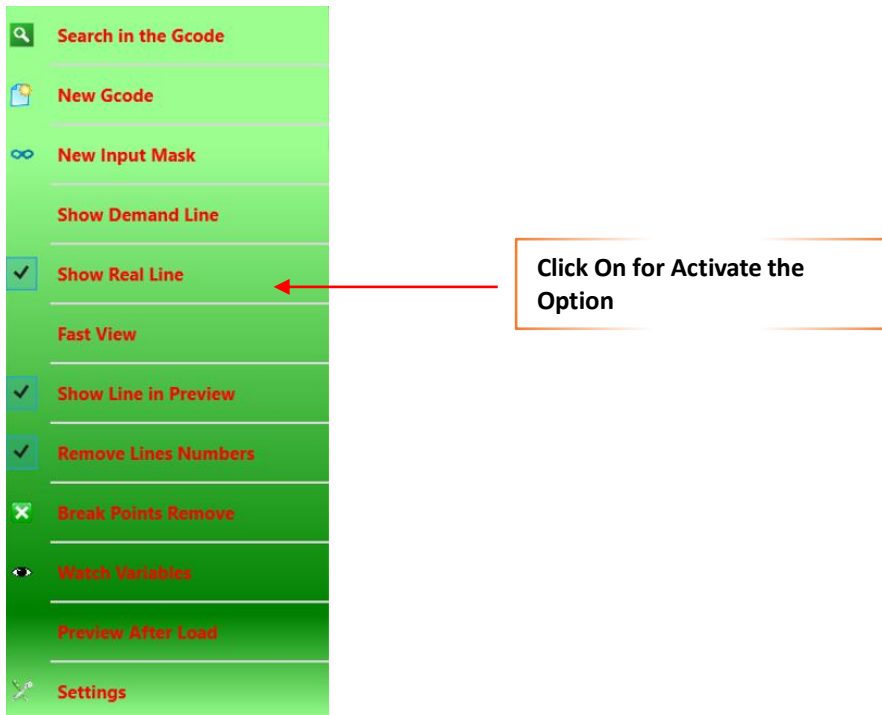 Search in the Gcode
New Gcode
New Input Mask
Show Demand Line
Show Real Line
Click On for Activate the
Option
Fast View
Show Line in Preview
Remove Lines Numbers
Break Points Remove
Watch Variables
Preview After Load
Settings